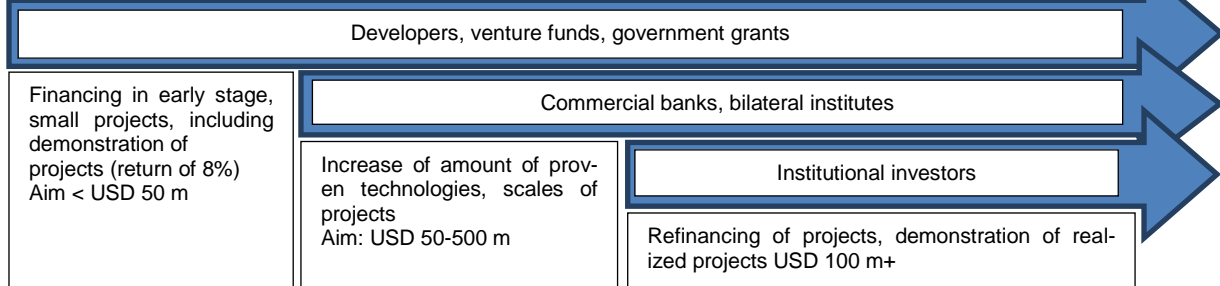 Developers, venture funds, government grants
Financing in early stage,
small projects, including
demonstration of
projects (return of 8%)
Aim < USD 50 m
Commercial banks, bilateral institutes
Increase of amount of prov-
en technologies, scales of
projects
Aim: USD 50-500 m
Institutional investors
Refinancing of projects, demonstration of real-
ized projects USD 100 m+